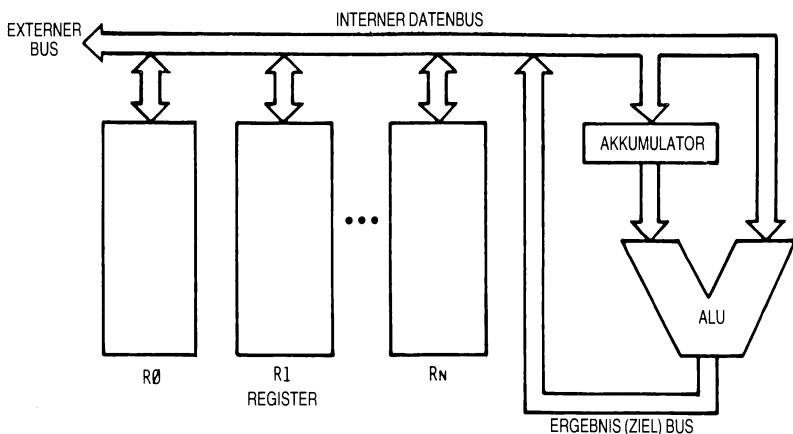 INTERNER DATENBUS
EXTERNER
BUS
AKKUMULATOR
•••
ALU
RØ
R1
RN
REGISTER
ERGEBNIS (ZIEL) BUS